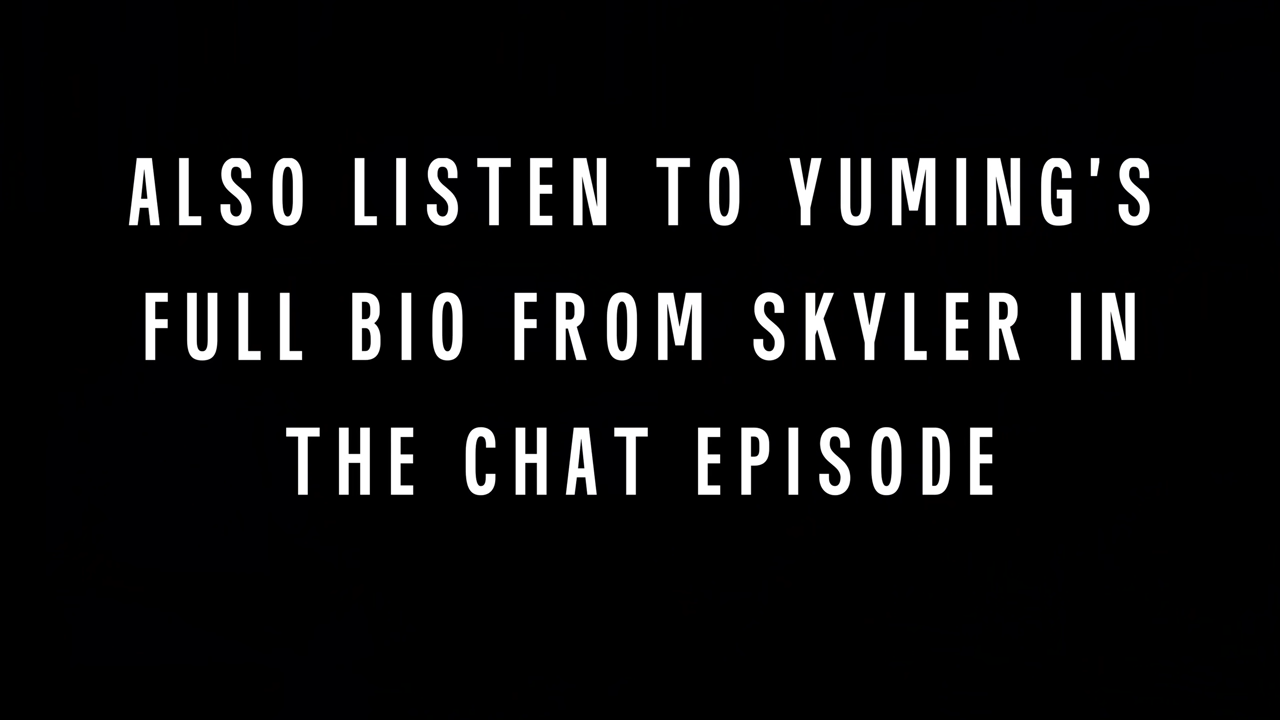 ALSO LISTEN TO YUMING'S
FULL BIO FROM SKYLER IN
THE CHAT EPISODE